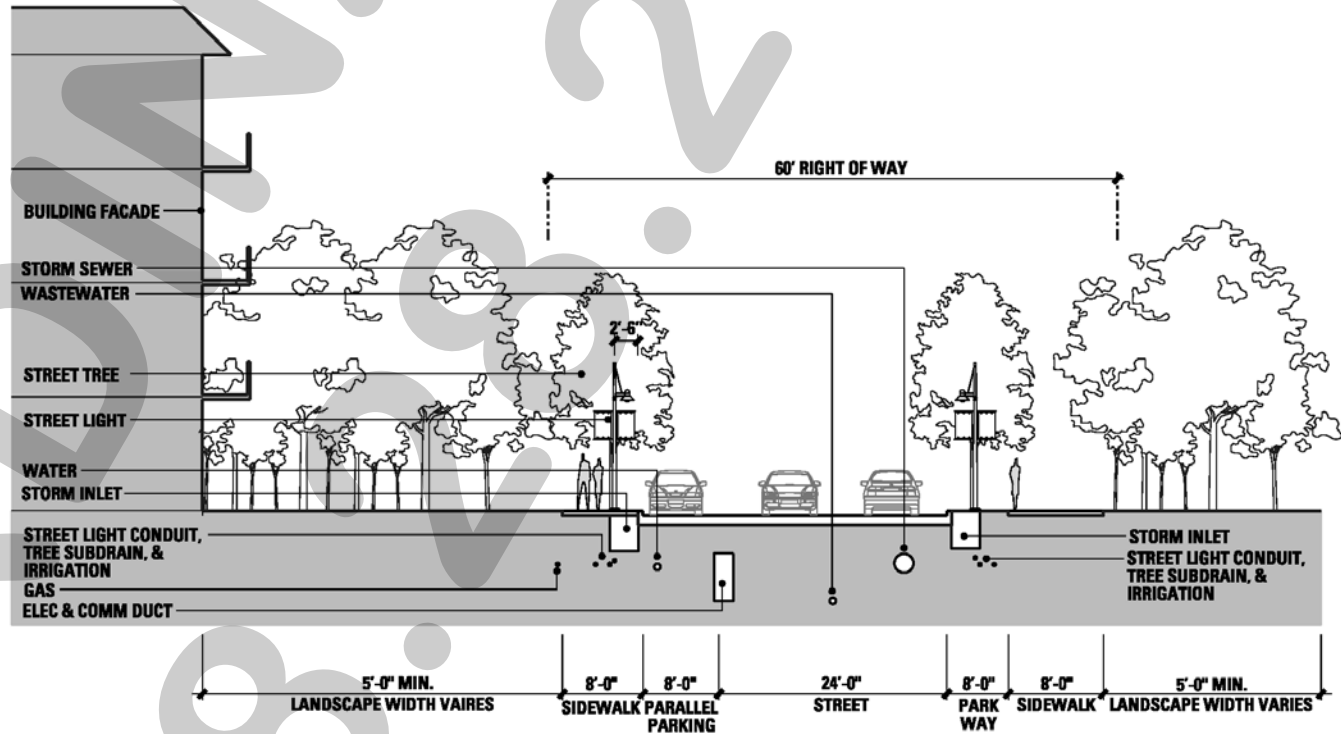 60' RIGHT OF WAY
BUILDING FACADE
STORM SEWER
WASTEWATER
2'-6"
STREET TREE
STREET LIGHT
WATER
STORM INLET
STREET LIGHT CONDUIT,
TREE SUBDRAIN, &
IRRIGATION
GAS
ELEC & COMM DUCT
STORM INLET
STREET LIGHT CONDUIT,
TREE SUBDRAIN, &
IRRIGATION
5'-0" MIN.
LANDSCAPE WIDTH VAIRES
8'-0"
SIDEWALK
8'-0"
PARALLEL
PARKING
24'-0"
STREET
8'-0"
PARK
WAY
8'-0"
SIDEWALK
5'-0" MIN.
LANDSCAPE WIDTH VARIES